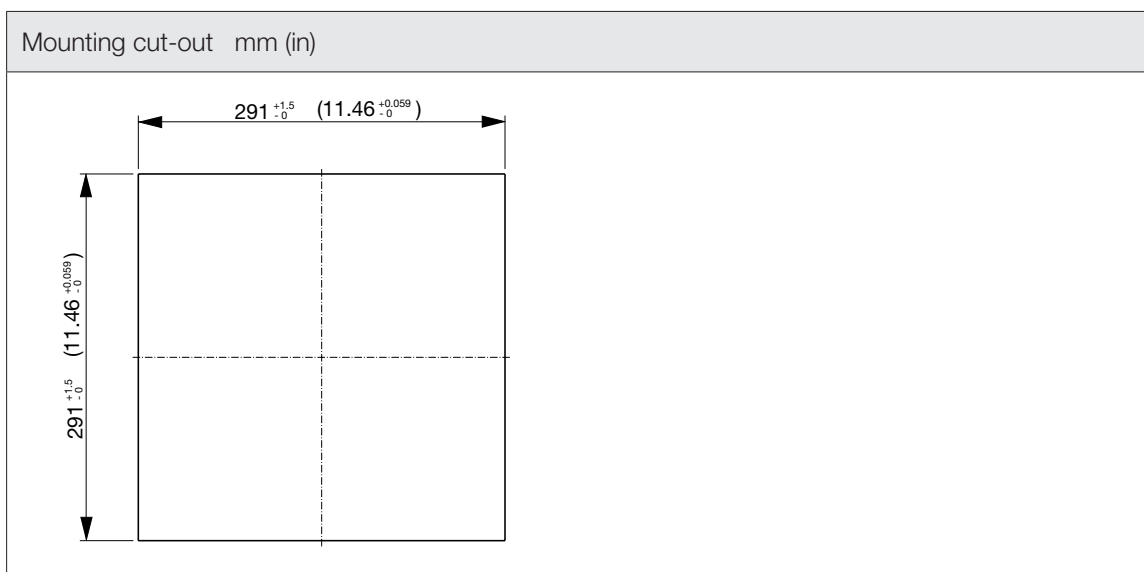 Mounting cut-out mm (in)
291 +1.5 - 0 (11.46 +0.059 - 0 )
291 +1.5 - 0 (11.46 +0.059 - 0 )